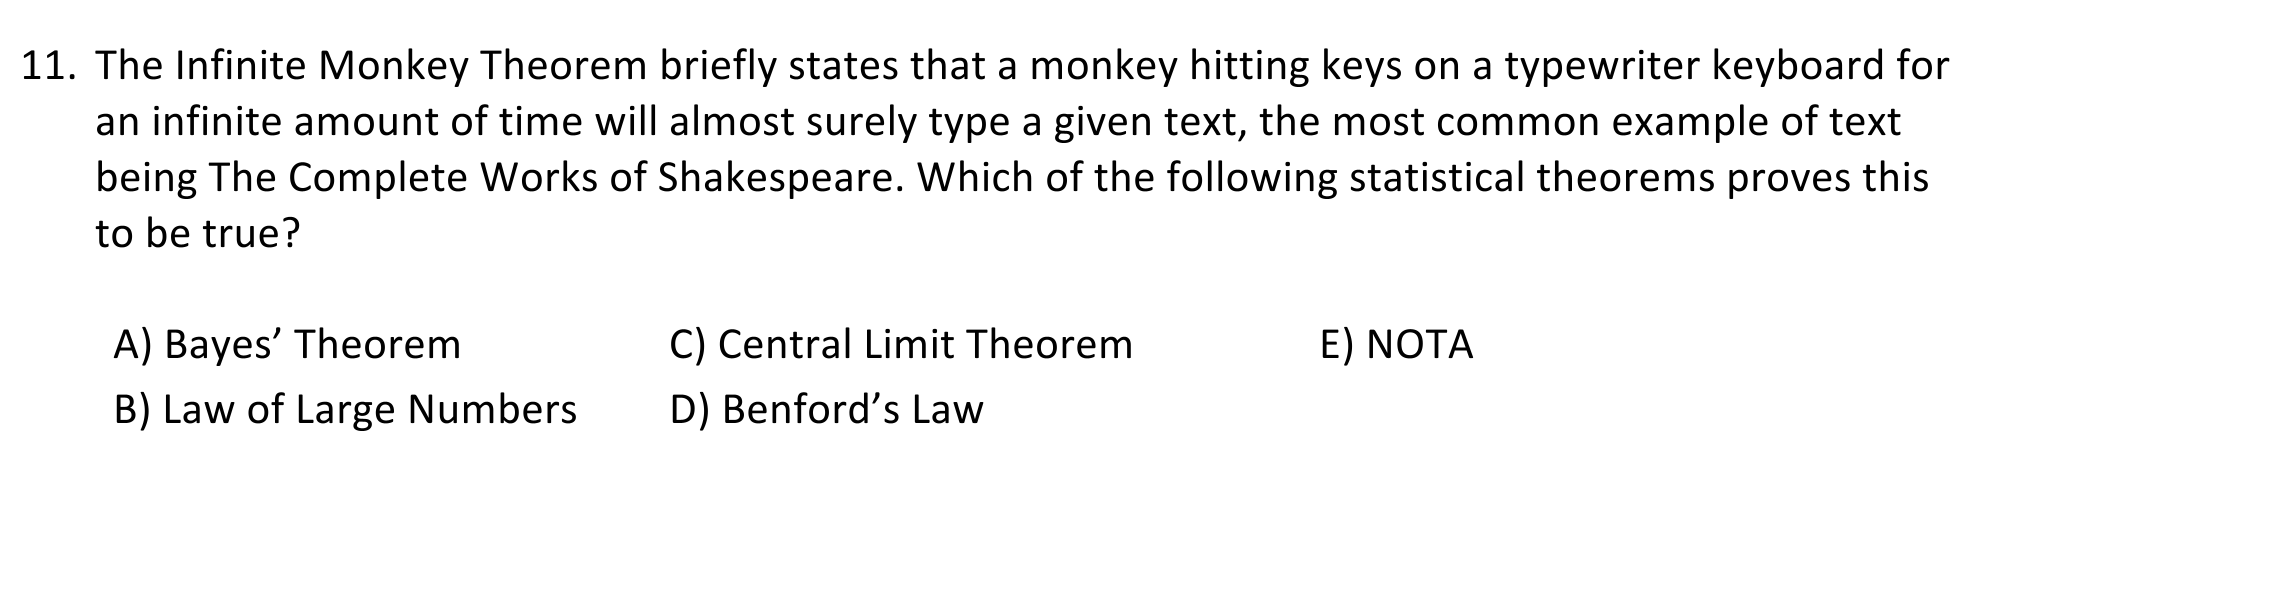 11. The Infinite Monkey Theorem briefly states that a monkey hitting keys on a typewriter keyboard for
an infinite amount of time will almost surely type a given text, the most common example of text
being The Complete Works of Shakespeare. Which of the following statistical theorems proves this
to be true?
A) Bayes’ Theorem C) Central Limit Theorem E) NOTA
B) Law of Large Numbers D) Benford’s Law